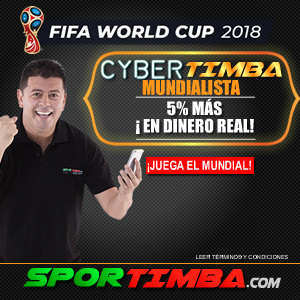 FIFA WORLD CUP 2018
CYBERTIMBA
MUNDIALISTA
5% MÁS
¡ EN DINERO REAL!
¡JUEGA EL MUNDIAL!
LEER TÉRMINOS Y CONDICIONES
SPORTIMBA.COM